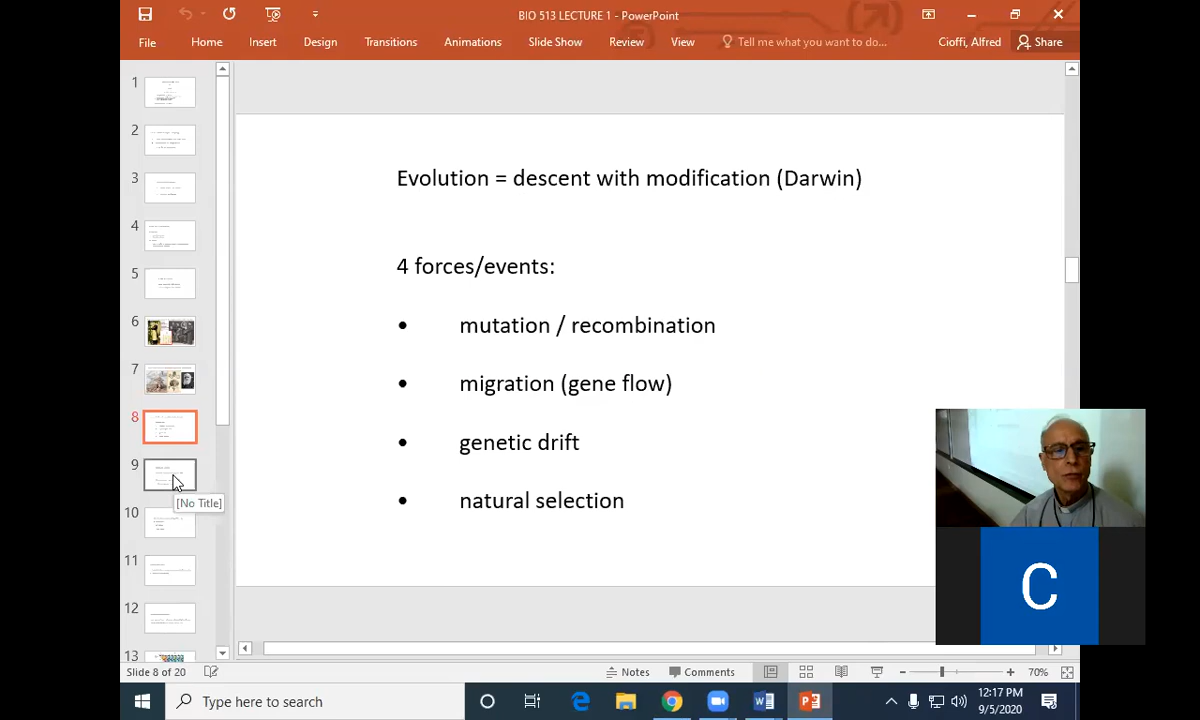 BIO 513 LECTURE 1 - PowerPoint
File
Home
Insert
Design
Transitions
Animations
Slide Show
Review
View
Tell me what you want to do...
Cioffi, Alfred
Share
1
2
3
4
5
6
7
8
9
10
11
12
13
[No Title]
Evolution = descent with modification (Darwin)
4 forces/events:
• mutation / recombination
• migration (gene flow)
• genetic drift
• natural selection
C
Slide 8 of 20
Notes
Comments
70%
Type here to search
12:17 PM
9/5/2020